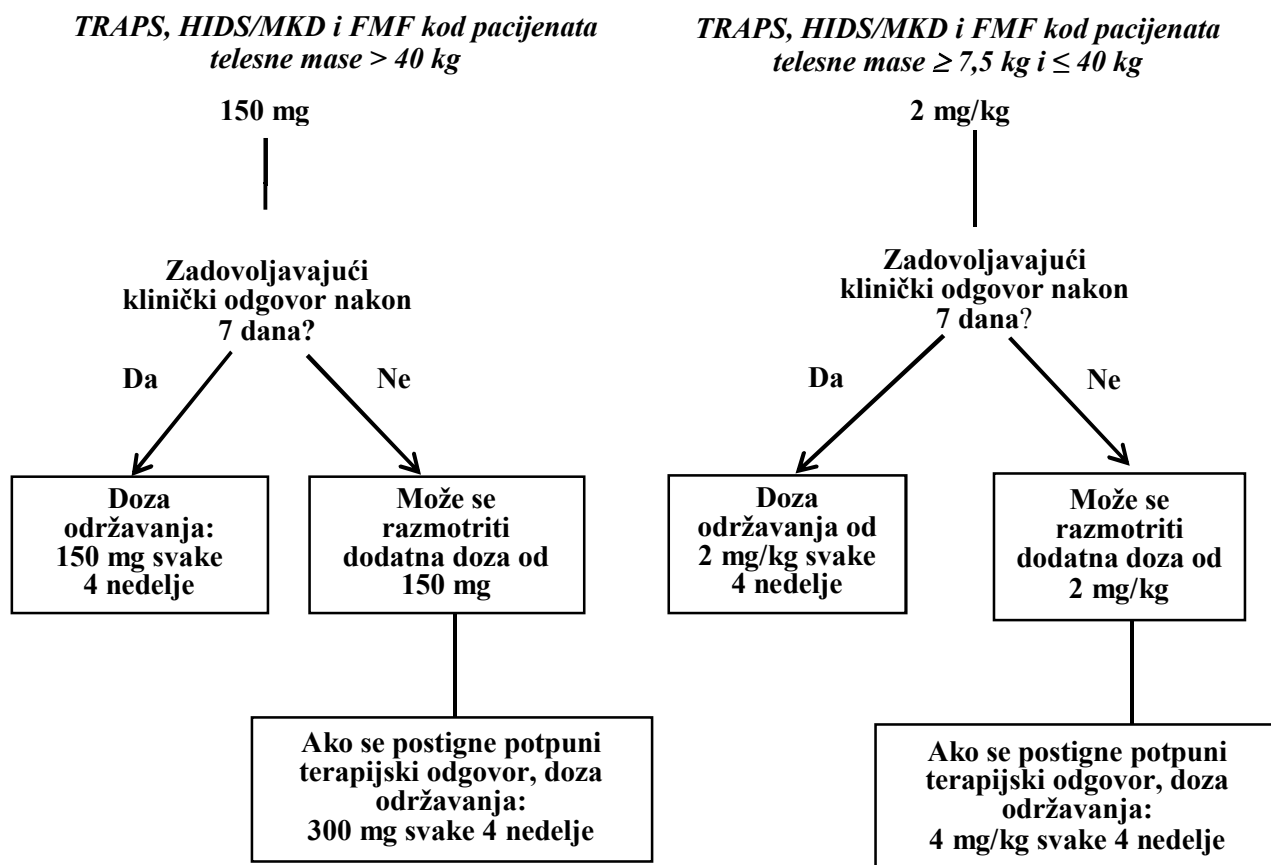 TRAPS, HIDS/MKD i FMF kod pacijenata
telesne mase > 40 kg
150 mg
Zadovoljavajući
klinički odgovor nakon
7 dana?
Da
Ne
Doza
održavanja:
150 mg svake
4 nedelje
Može se
razmotriti
dodatna doza od
150 mg
Ako se postigne potpuni
terapijski odgovor, doza
održavanja:
300 mg svake 4 nedelje
TRAPS, HIDS/MKD i FMF kod pacijenata
telesne mase ≥ 7,5 kg i ≤ 40 kg
2 mg/kg
Zadovoljavajući
klinički odgovor nakon
7 dana?
Da
Ne
Doza
održavanja od
2 mg/kg svake
4 nedelje
Može se
razmotriti
dodatna doza od
2 mg/kg
Ako se postigne potpuni
terapijski odgovor, doza
održavanja:
4 mg/kg svake 4 nedelje